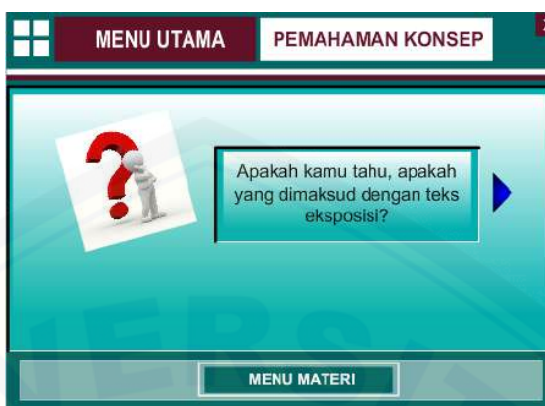 MENU UTAMA
PEMAHAMAN KONSEP
Apakah kamu tahu, apakah
yang dimaksud dengan teks
eksposisi?
MENU MATERI